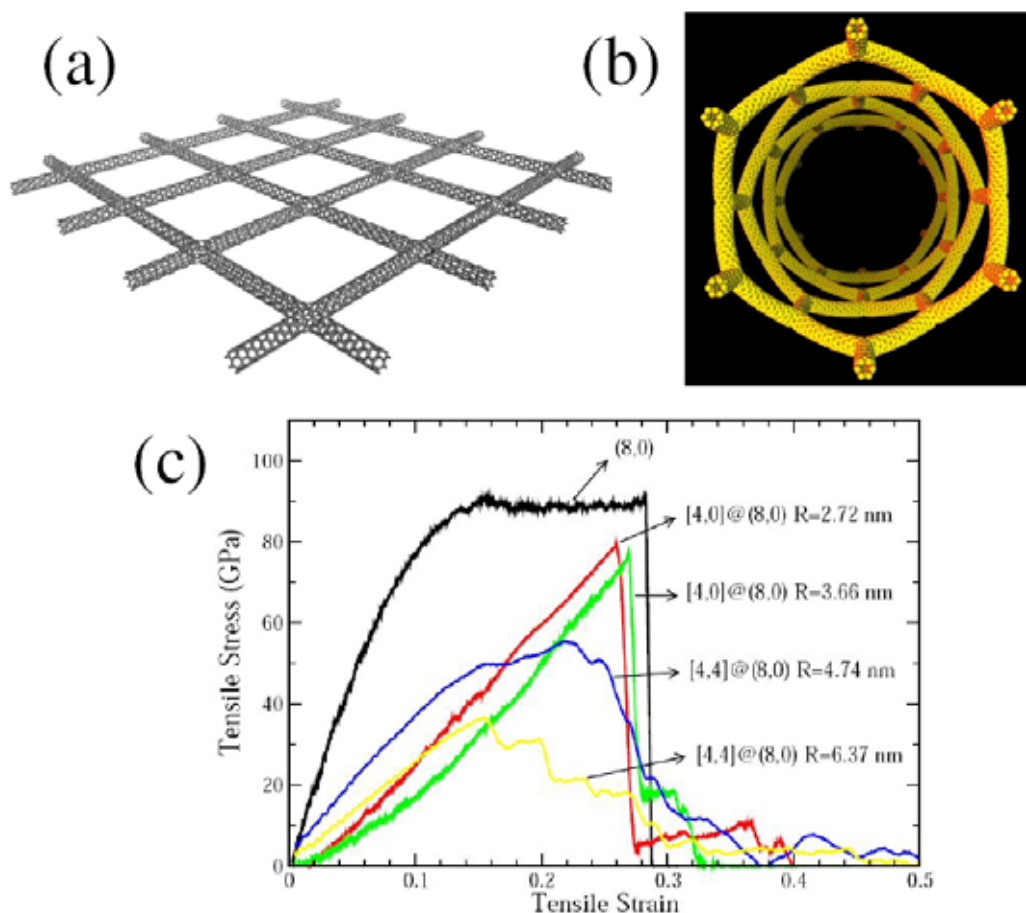 (a)
(b)
(c)
Tensile Stress (GPa)
100
80
60
40
20
0
(8,0)
[4,0]@(8,0) R=2.72 nm
[4,0]@(8,0) R=3.66 nm
[4,4]@(8,0) R=4.74 nm
[4,4]@(8,0) R=6.37 nm
0 0.1 0.2 0.3 0.4 0.5
Tensile Strain